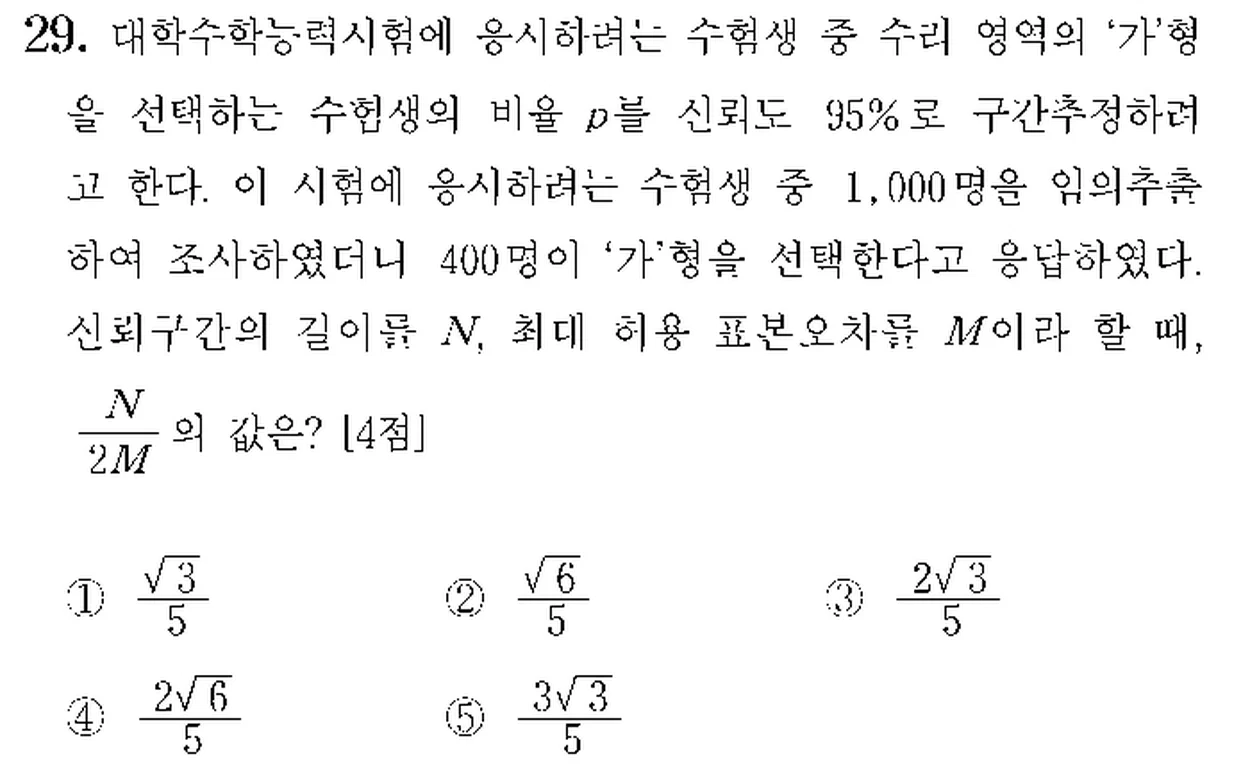 29. 대학수학능력시험에 응시하려는 수험생 중 수리 영역의 ‘가’형
을 선택하는 수험생의 비율 p를 신뢰도 95%로 구간추정하려
고 한다. 이 시험에 응시하려는 수험생 중 1,000명을 임의추출
하여 조사하였더니 400명이 ‘가’형을 선택한다고 응답하였다.
신뢰구간의 길이를 N, 최대 허용 표본오차를 M이라 할 때,
N/2M 의 값은? [4점]
① √3/5 ② √6/5 ③ 2√3/5
④ 2√6/5 ⑤ 3√3/5